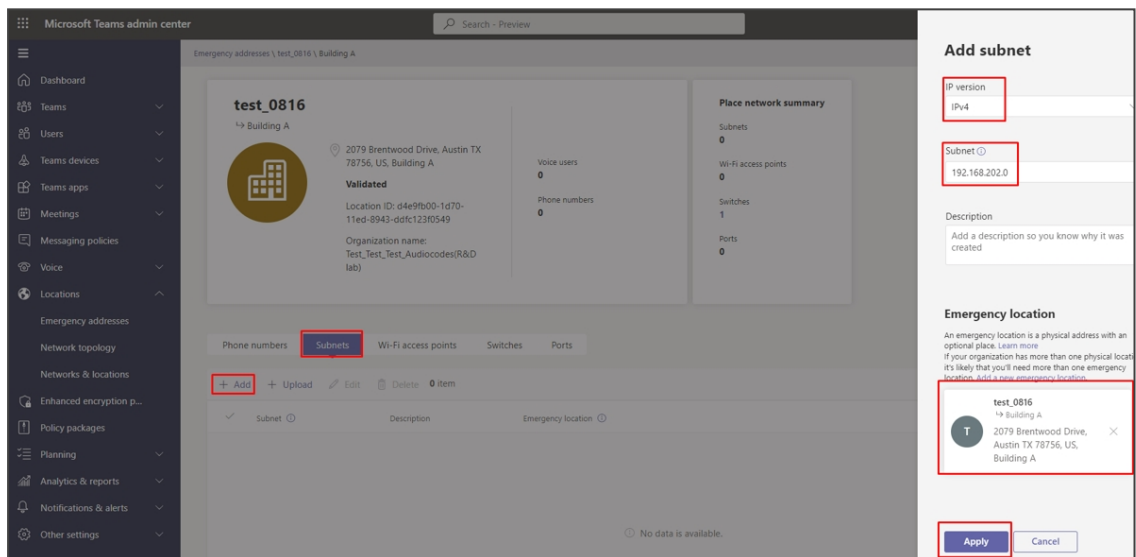 Microsoft Teams admin center
Search - Preview
Dashboard
Teams
Users
Teams devices
Teams apps
Meetings
Messaging policies
Voice
Locations
Emergency addresses
Network topology
Networks & locations
Enhanced encryption p...
Policy packages
Planning
Analytics & reports
Notifications & alerts
Other settings
Emergency addresses \ test_0816 \ Building A
test_0816
Building A
2079 Brentwood Drive, Austin TX
78756, US, Building A
Validated
Location ID: d4e9fb00-1d70-
11ed-8943-ddfc123f0549
Organization name:
Test_Test_Test_Audiocodes(R&D
lab)
Voice users
0
Phone numbers
0
Place network summary
Subnets
0
Wi-Fi access points
0
Switches
1
Ports
0
Phone numbers Subnets Wi-Fi access points Switches Ports
+ Add + Upload Edit Delete 0 item
Subnet Description Emergency location
No data is available.
Add subnet
IP version
IPv4
Subnet
192.168.202.0
Description
Add a description so you know why it was
created
Emergency location
An emergency location is a physical address with an
optional place. Learn more
If your organization has more than one physical locati
it's likely that you'll need more than one emergency
location. Add a new emergency location.
T
test_0816
Building A
2079 Brentwood Drive,
Austin TX 78756, US,
Building A
Apply Cancel